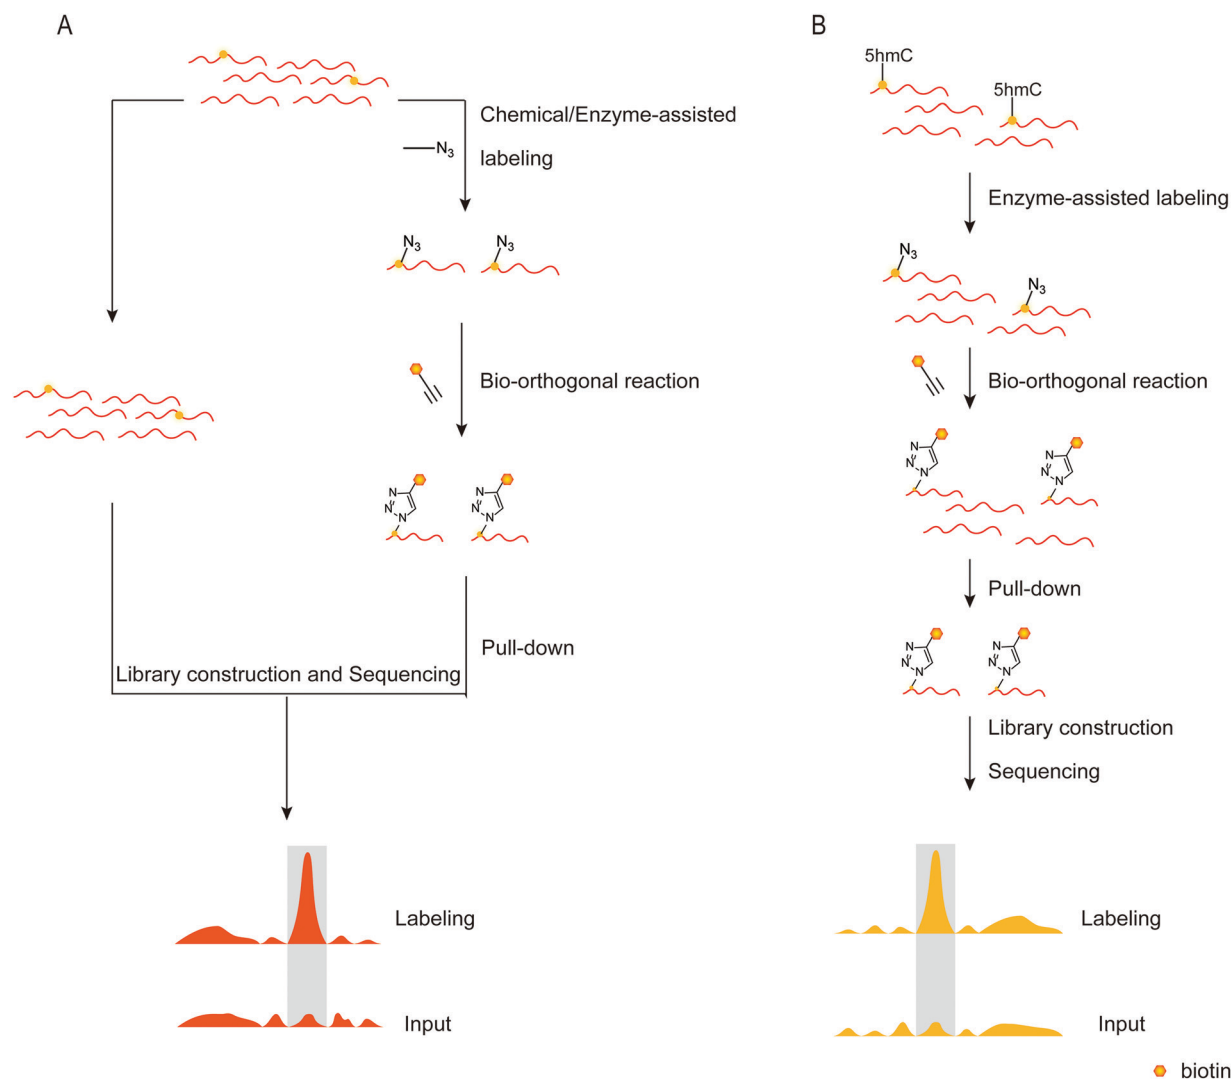 A
Chemical/Enzyme-assisted
N3
labeling
N3
N3
Bio-orthogonal reaction
N
N
N
N
N
N
Pull-down
Library construction and Sequencing
Labeling
Input
B
5hmC
5hmC
Enzyme-assisted labeling
N3
N3
Bio-orthogonal reaction
N
N
N
N
N
N
Pull-down
N
N
N
N
N
N
Library construction
Sequencing
Labeling
Input
biotin